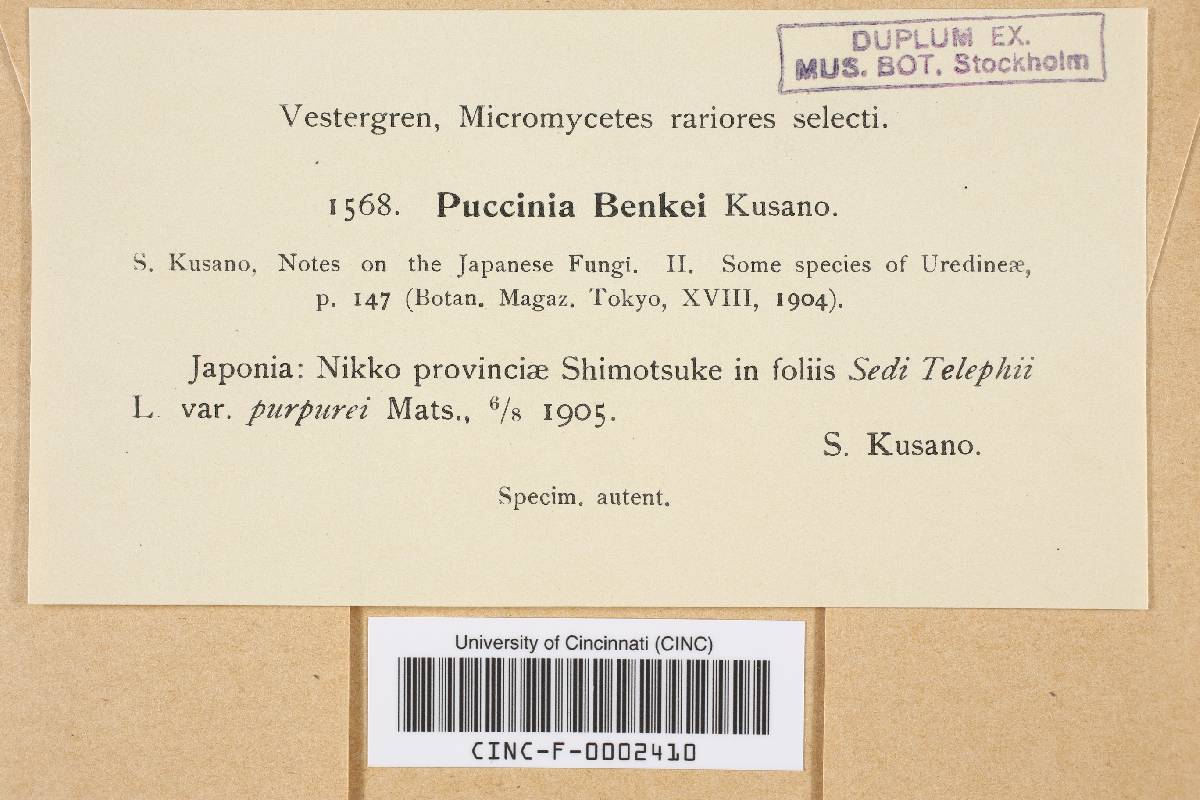 DUPLUM EX.
MUS. BOT. Stockholm
Vestergren, Micromycetes rariores selecti.
1568. Puccinia Benkei Kusano.
S. Kusano, Notes on the Japanese Fungi. II. Some species of Uredineæ,
p. 147 (Botan. Magaz. Tokyo, XVIII, 1904).
Japonia: Nikko provinciæ Shimotsuke in foliis Sedi Telephii
L. var. purpurei Mats., 6/8 1905.
S. Kusano.
Specim. autent.
University of Cincinnati (CINC)
CINC-F-0002410